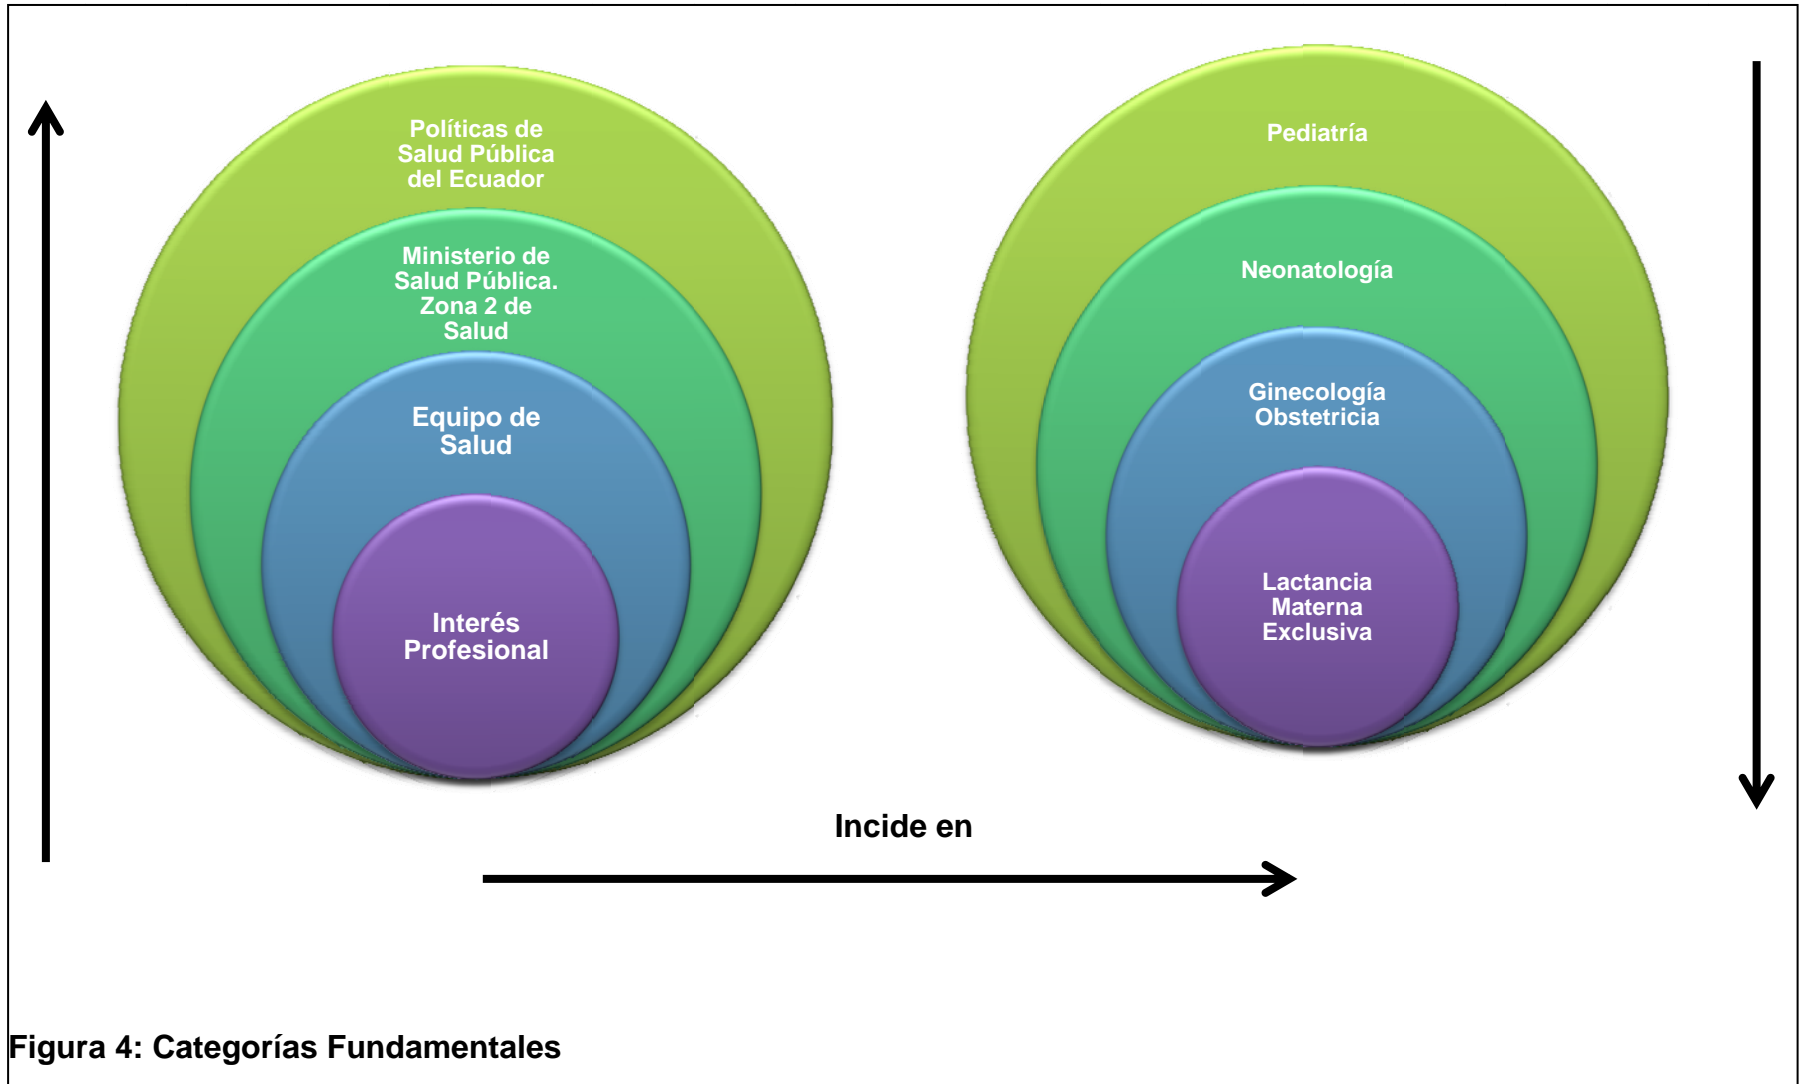 Políticas de
Salud Pública
del Ecuador
Ministerio de
Salud Pública.
Zona 2 de
Salud
Equipo de
Salud
Interés
Profesional
Pediatría
Neonatología
Ginecología
Obstetricia
Lactancia
Materna
Exclusiva
Incide en
Figura 4: Categorías Fundamentales